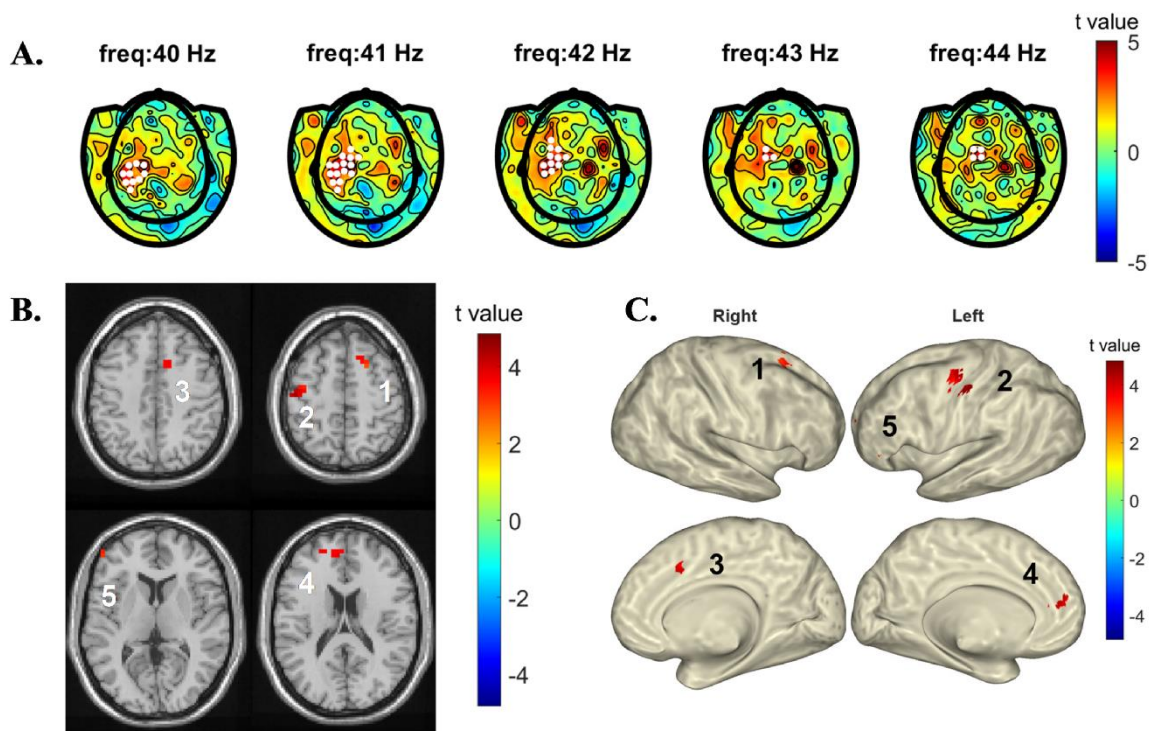 A.
freq:40 Hz
freq:41 Hz
freq:42 Hz
freq:43 Hz
freq:44 Hz
t value
5
0
-5
B.
3
1
2
5
4
t value
4
2
0
-2
-4
C.
Right
Left
1
2
5
3
4
t value
4
2
0
-2
-4